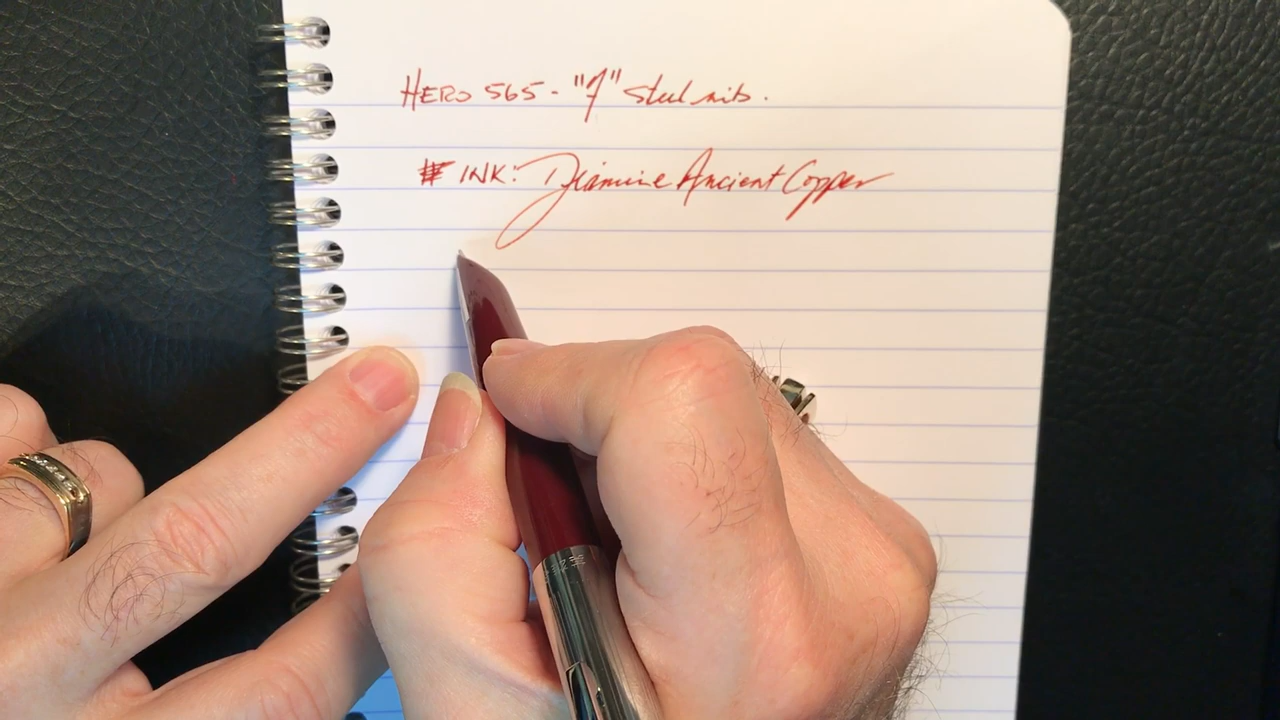 HERO 565 - "F" steel nib.
# INK: Diamine Ancient Copper